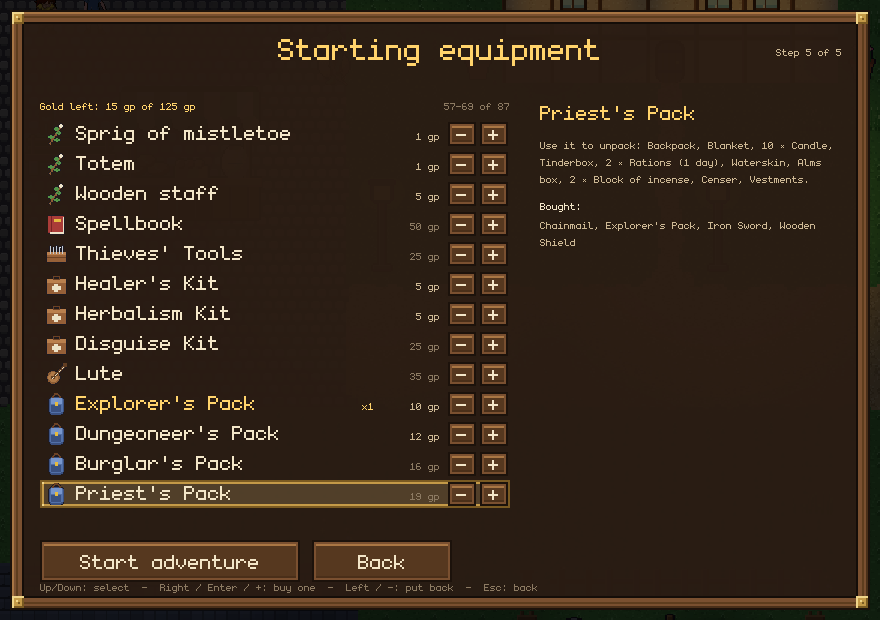 Starting equipment
Step 5 of 5
Gold left: 15 gp of 125 gp
57-69 of 87
Sprig of mistletoe 1 gp − +
Totem 1 gp − +
Wooden staff 5 gp − +
Spellbook 50 gp − +
Thieves' Tools 25 gp − +
Healer's Kit 5 gp − +
Herbalism Kit 5 gp − +
Disguise Kit 25 gp − +
Lute 35 gp − +
Explorer's Pack x1 10 gp − +
Dungeoneer's Pack 12 gp − +
Burglar's Pack 16 gp − +
Priest's Pack 19 gp − +
Priest's Pack
Use it to unpack: Backpack, Blanket, 10 × Candle,
Tinderbox, 2 × Rations (1 day), Waterskin, Alms
box, 2 × Block of incense, Censer, Vestments.
Bought:
Chainmail, Explorer's Pack, Iron Sword, Wooden
Shield
Start adventure
Back
Up/Down: select - Right / Enter / +: buy one - Left / -: put back - Esc: back